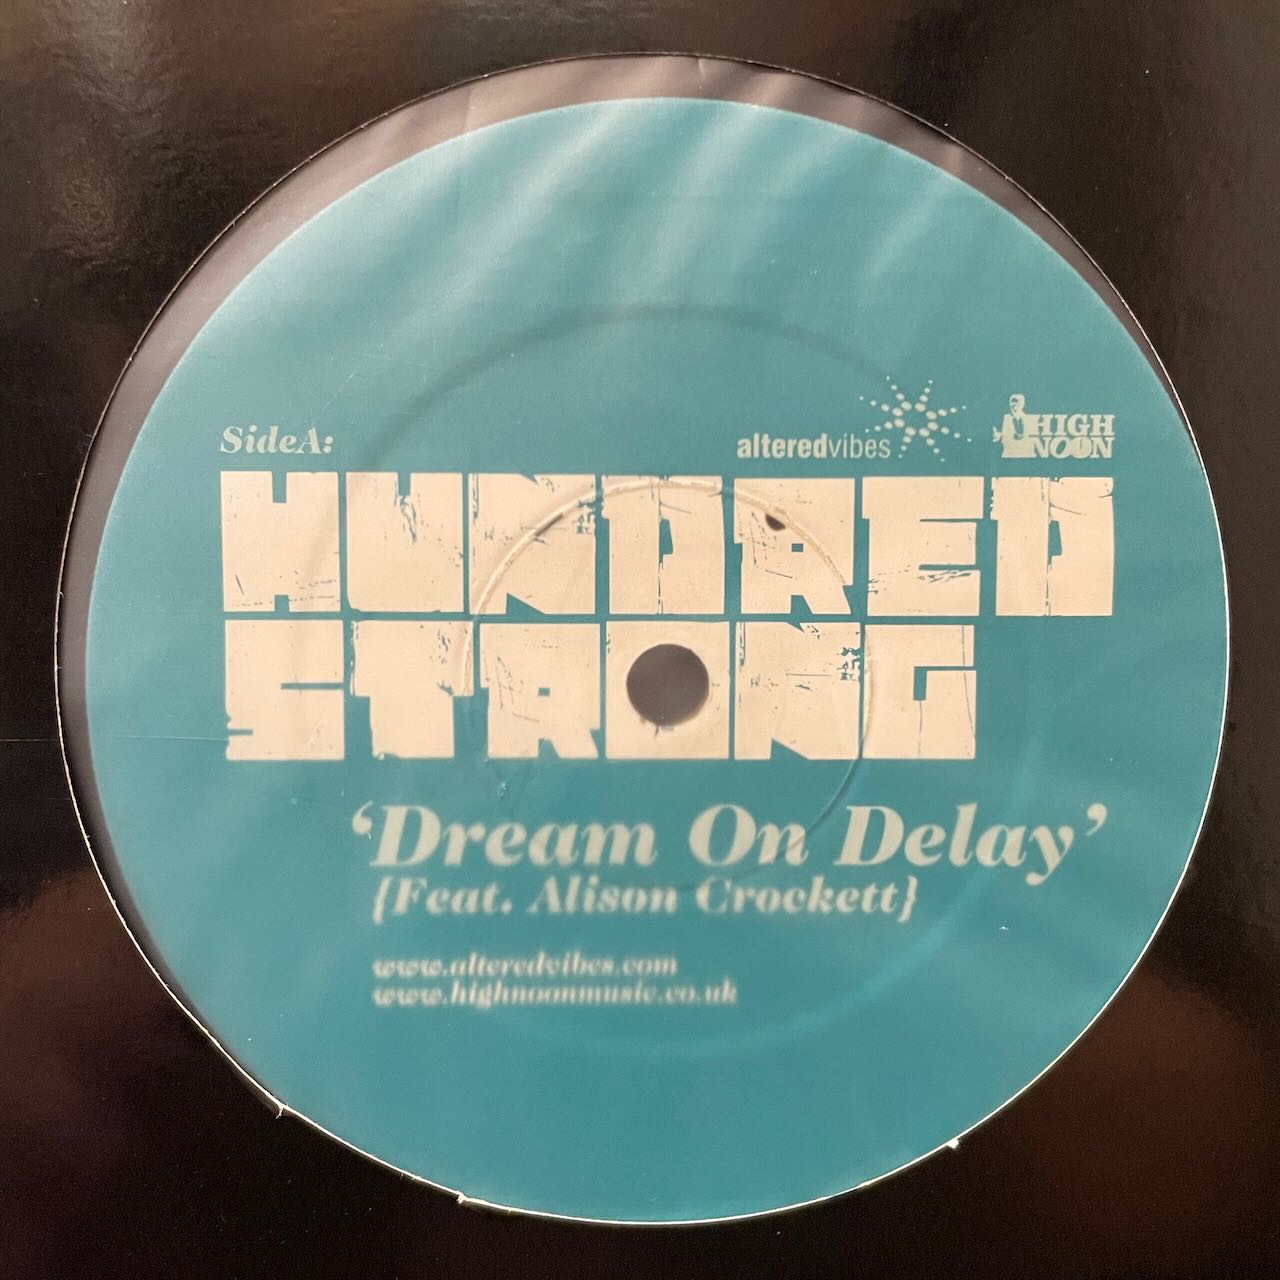 SideA:
alteredvibes
HIGH
NOON
HUNDRED
STRONG
‘Dream On Delay’
{Feat. Alison Crockett}
www.alteredvibes.com
www.highnoonmusic.co.uk